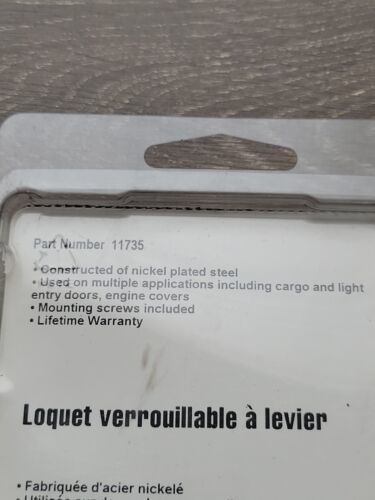 Part Number 11735
• Constructed of nickel plated steel
• Used on multiple applications including cargo and light
entry doors, engine covers
• Mounting screws included
• Lifetime Warranty
Loquet verrouillable à levier
• Fabriquée d'acier nickelé